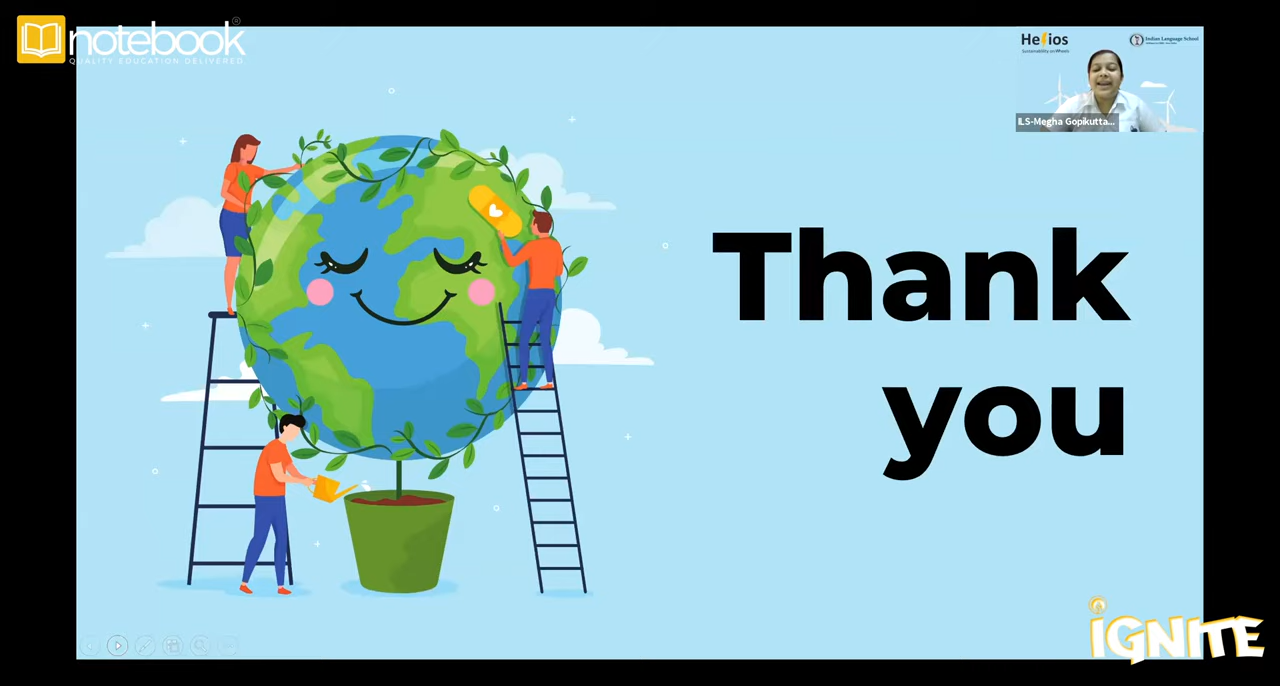 notebook
QUALITY EDUCATION DELIVERED
Helios
Sustainability on Wheels
Indian Language School
ILS-Megha Gopikutta...
Thank
you
iGNITE